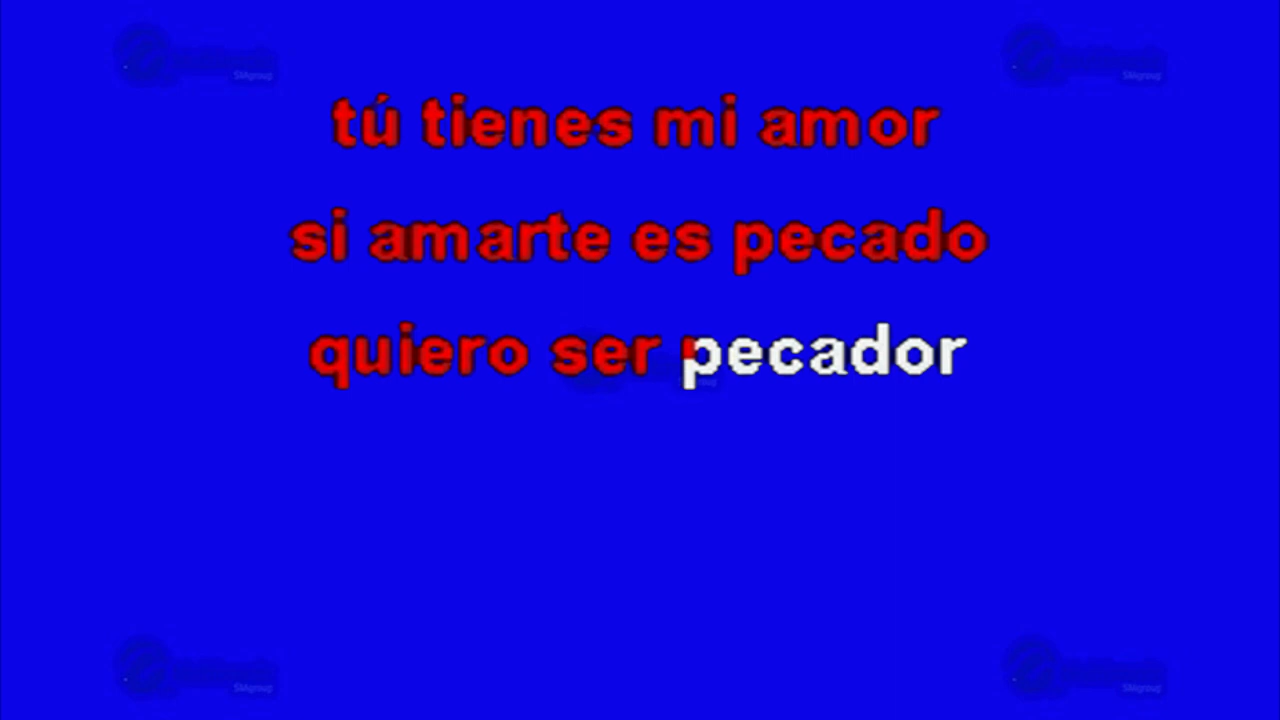 tú tienes mi amor
si amarte es pecado
quiero ser pecador